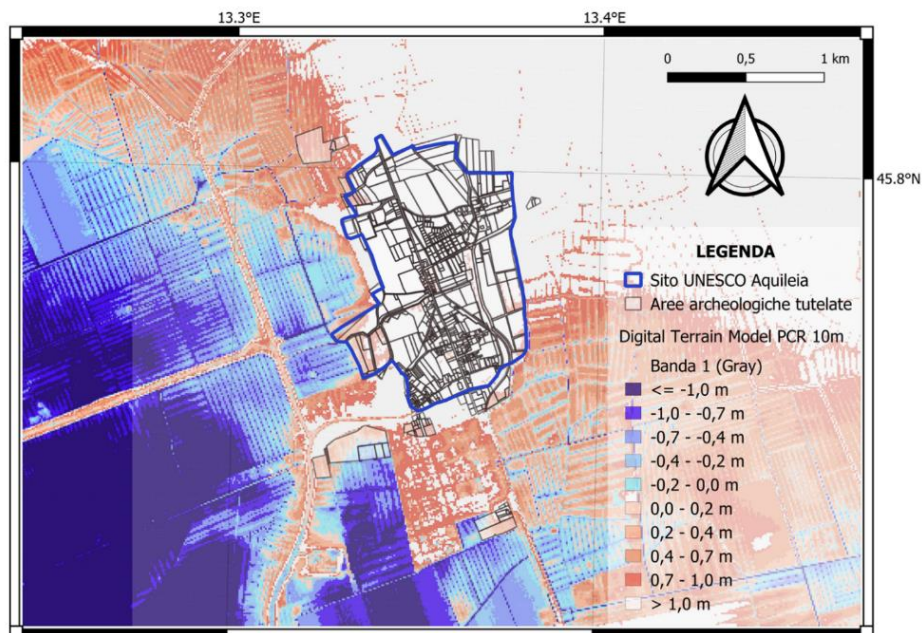 13.3°E
13.4°E
0 0,5 1 km
45.8°N
LEGENDA
Sito UNESCO Aquileia
Aree archeologiche tutelate
Digital Terrain Model PCR 10m
Banda 1 (Gray)
<= -1,0 m
-1,0 - -0,7 m
-0,7 - -0,4 m
-0,4 - -0,2 m
-0,2 - 0,0 m
0,0 - 0,2 m
0,2 - 0,4 m
0,4 - 0,7 m
0,7 - 1,0 m
> 1,0 m